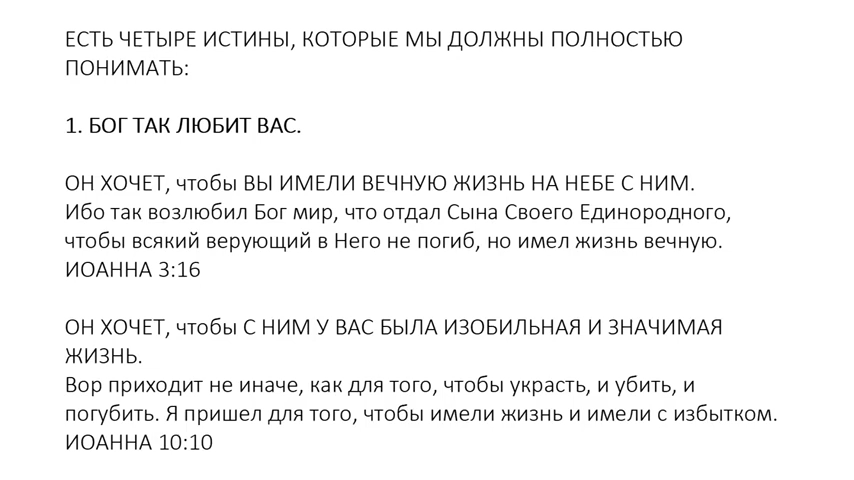 ЕСТЬ ЧЕТЫРЕ ИСТИНЫ, КОТОРЫЕ МЫ ДОЛЖНЫ ПОЛНОСТЬЮ
ПОНИМАТЬ:
1. БОГ ТАК ЛЮБИТ ВАС.
ОН ХОЧЕТ, чтобы ВЫ ИМЕЛИ ВЕЧНУЮ ЖИЗНЬ НА НЕБЕ С НИМ.
Ибо так возлюбил Бог мир, что отдал Сына Своего Единородного,
чтобы всякий верующий в Него не погиб, но имел жизнь вечную.
ИОАННА 3:16
ОН ХОЧЕТ, чтобы С НИМ У ВАС БЫЛА ИЗОБИЛЬНАЯ И ЗНАЧИМАЯ
ЖИЗНЬ.
Вор приходит не иначе, как для того, чтобы украсть, и убить, и
погубить. Я пришел для того, чтобы имели жизнь и имели с избытком.
ИОАННА 10:10